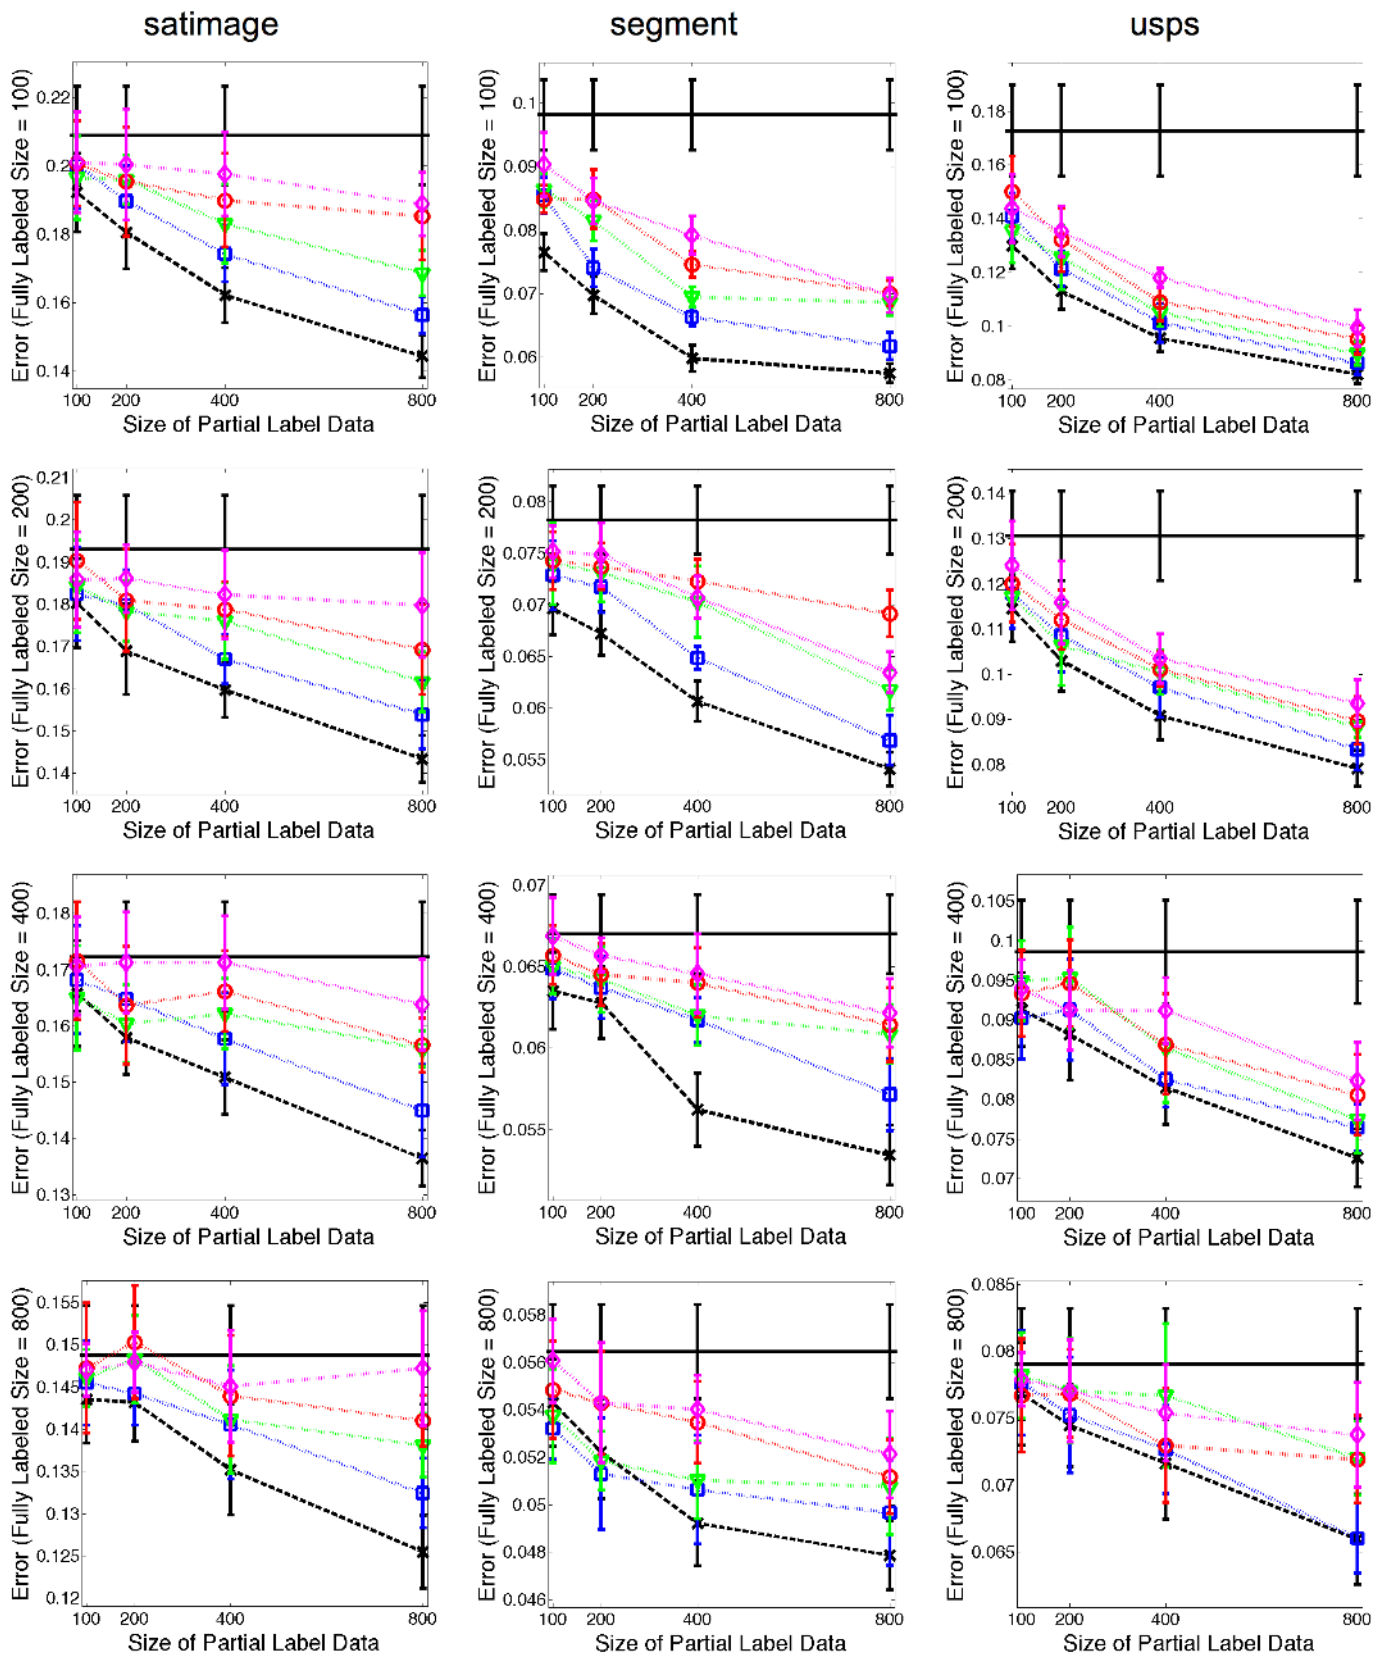 satimage segment usps
Error (Fully Labeled Size = 100)
0.22
0.2
0.18
0.16
0.14
100 200 400 800
Size of Partial Label Data
Error (Fully Labeled Size = 100)
0.1
0.09
0.08
0.07
0.06
100 200 400 800
Size of Partial Label Data
Error (Fully Labeled Size = 100)
0.18
0.16
0.14
0.12
0.1
0.08
100 200 400 800
Size of Partial Label Data
Error (Fully Labeled Size = 200)
0.21
0.2
0.19
0.18
0.17
0.16
0.15
0.14
100 200 400 800
Size of Partial Label Data
Error (Fully Labeled Size = 200)
0.08
0.075
0.07
0.065
0.06
0.055
100 200 400 800
Size of Partial Label Data
Error (Fully Labeled Size = 200)
0.14
0.13
0.12
0.11
0.1
0.09
0.08
100 200 400 800
Size of Partial Label Data
Error (Fully Labeled Size = 400)
0.18
0.17
0.16
0.15
0.14
0.13
100 200 400 800
Size of Partial Label Data
Error (Fully Labeled Size = 400)
0.07
0.065
0.06
0.055
100 200 400 800
Size of Partial Label Data
Error (Fully Labeled Size = 400)
0.105
0.1
0.095
0.09
0.085
0.08
0.075
0.07
100 200 400 800
Size of Partial Label Data
Error (Fully Labeled Size = 800)
0.155
0.15
0.145
0.14
0.135
0.13
0.125
0.12
100 200 400 800
Size of Partial Label Data
Error (Fully Labeled Size = 800)
0.058
0.056
0.054
0.052
0.05
0.048
0.046
100 200 400 800
Size of Partial Label Data
Error (Fully Labeled Size = 800)
0.085
0.08
0.075
0.07
0.065
100 200 400 800
Size of Partial Label Data